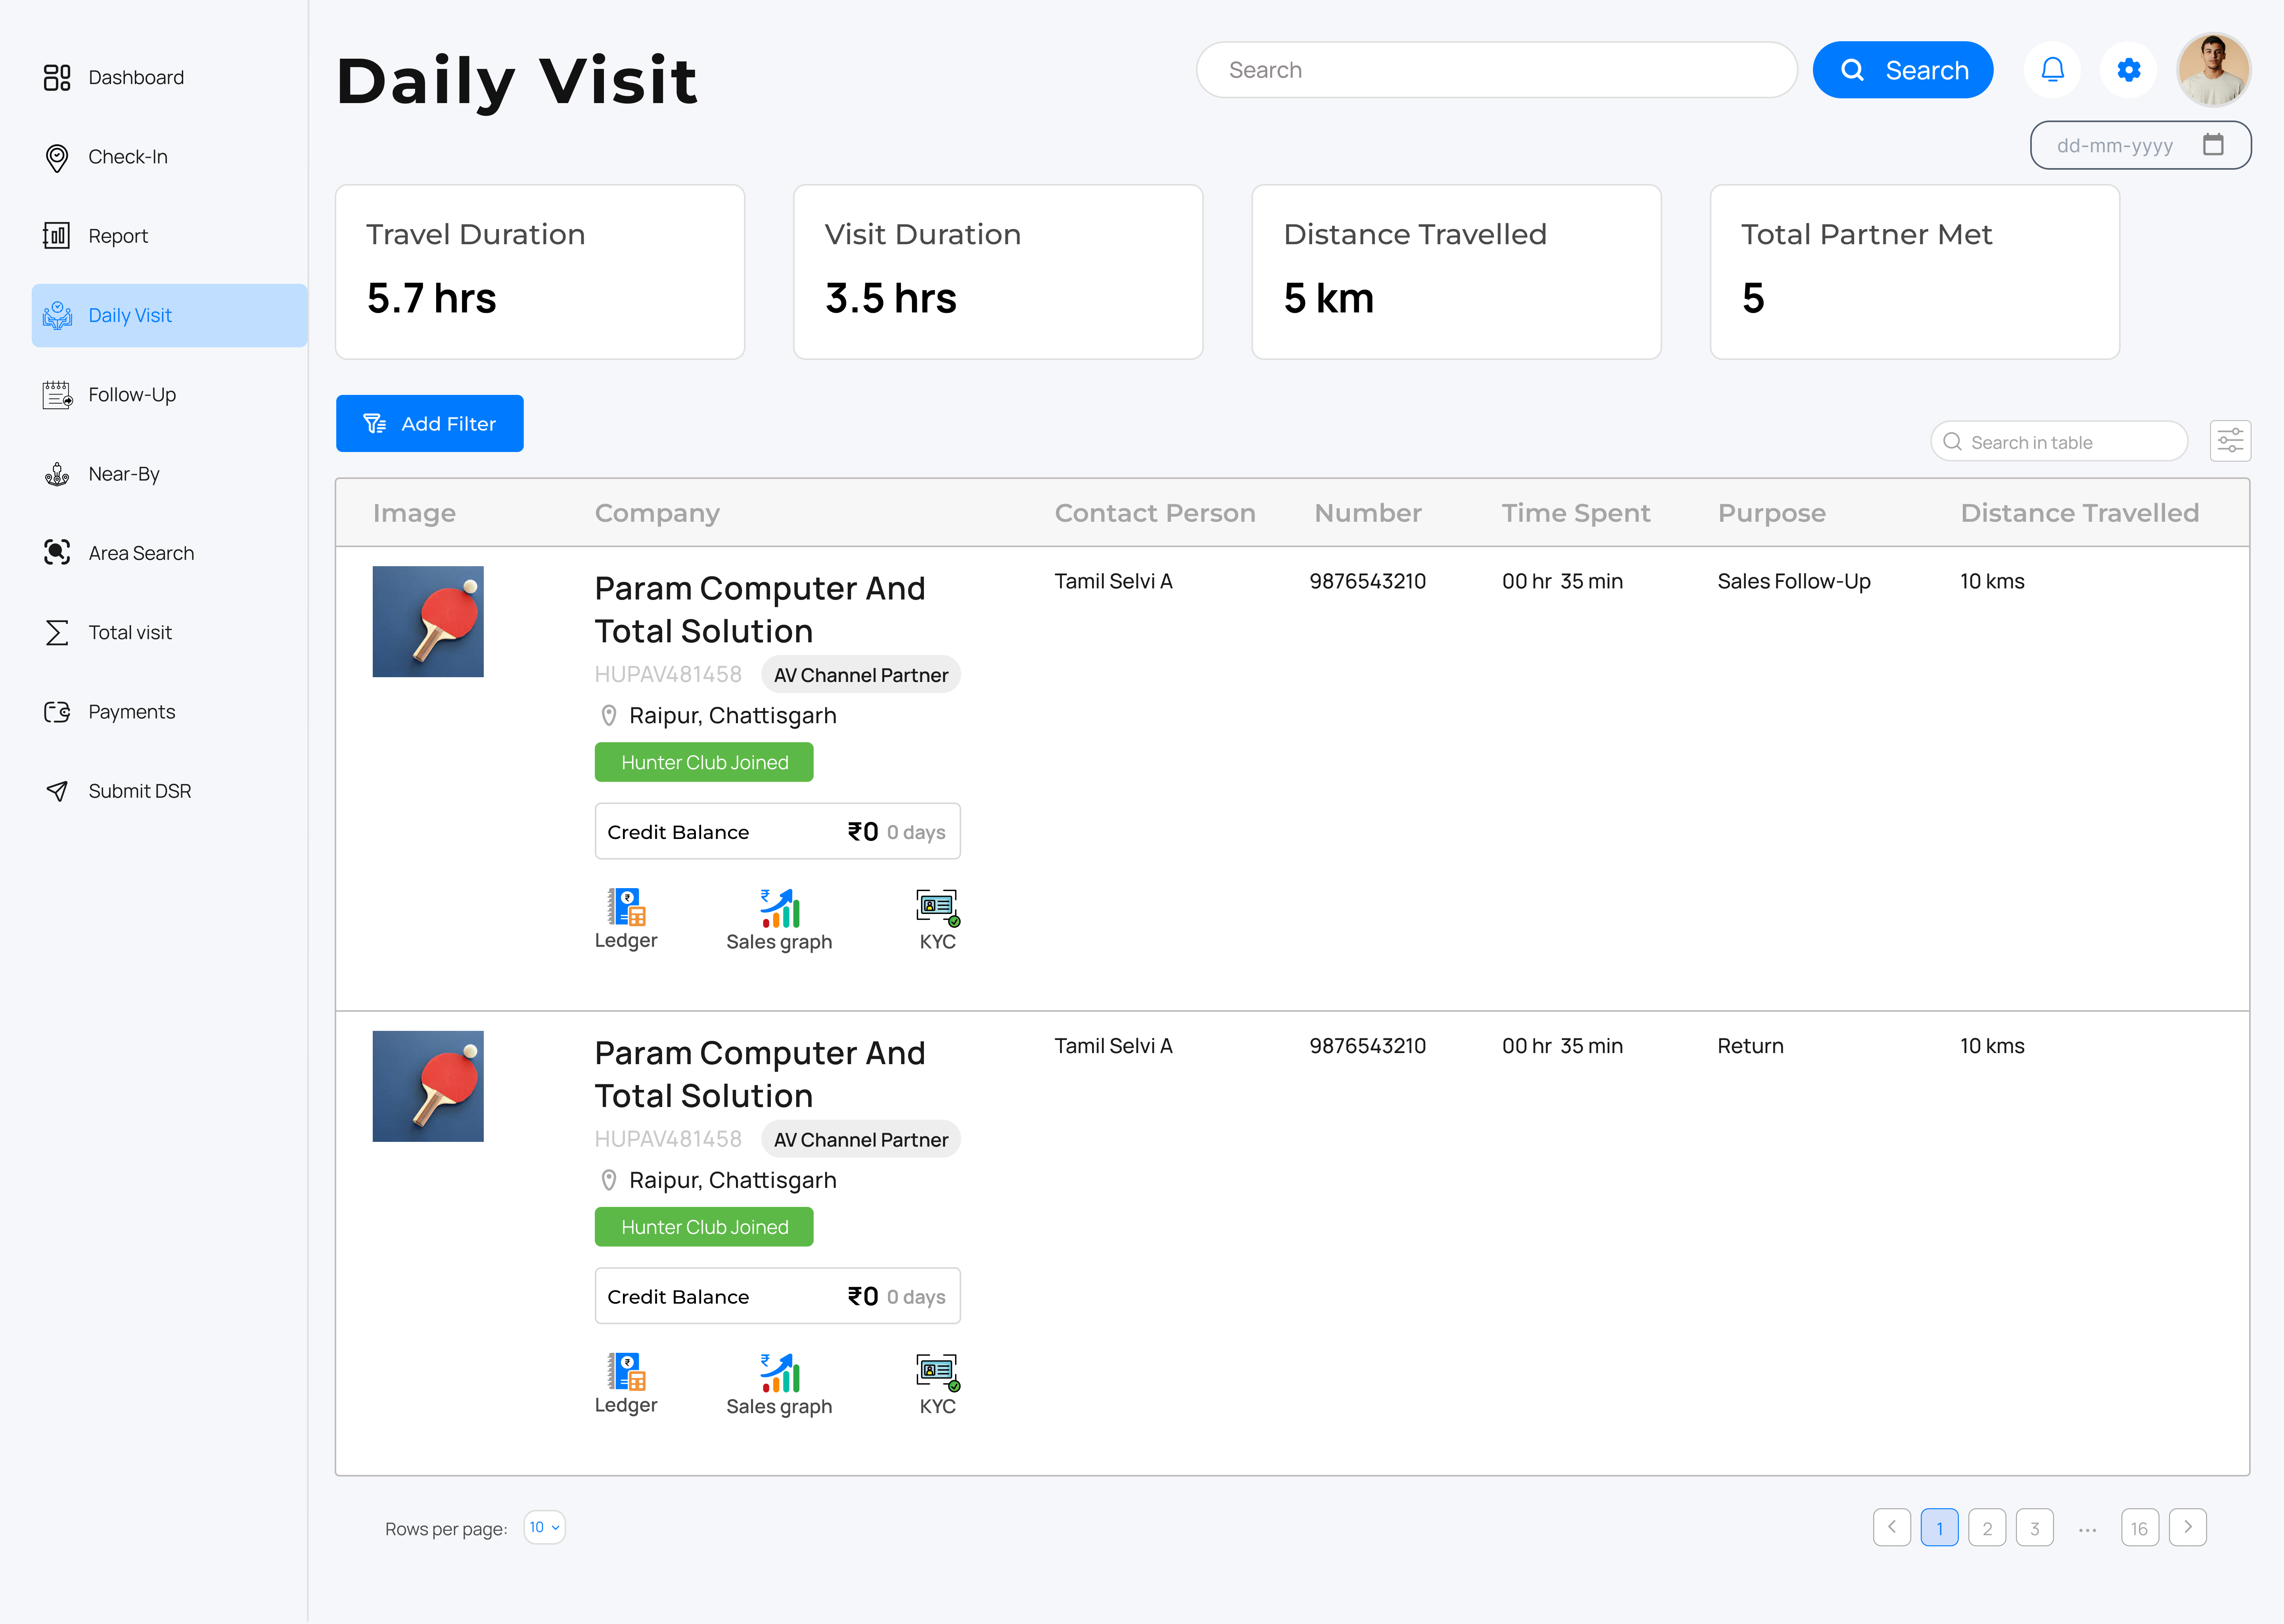 Dashboard
Check-In
Report
Daily Visit
Follow-Up
Near-By
Area Search
Total visit
Payments
Submit DSR
Daily Visit
Search
Search
dd-mm-yyyy
Travel Duration
5.7 hrs
Visit Duration
3.5 hrs
Distance Travelled
5 km
Total Partner Met
5
Add Filter
Search in table
Image Company Contact Person Number Time Spent Purpose Distance Travelled
Param Computer And
Total Solution
HUPAV481458 AV Channel Partner
Raipur, Chattisgarh
Hunter Club Joined
Credit Balance ₹0 0 days
Ledger Sales graph KYC
Tamil Selvi A 9876543210 00 hr 35 min Sales Follow-Up 10 kms
Param Computer And
Total Solution
HUPAV481458 AV Channel Partner
Raipur, Chattisgarh
Hunter Club Joined
Credit Balance ₹0 0 days
Ledger Sales graph KYC
Tamil Selvi A 9876543210 00 hr 35 min Return 10 kms
Rows per page: 10
1 2 3 ... 16